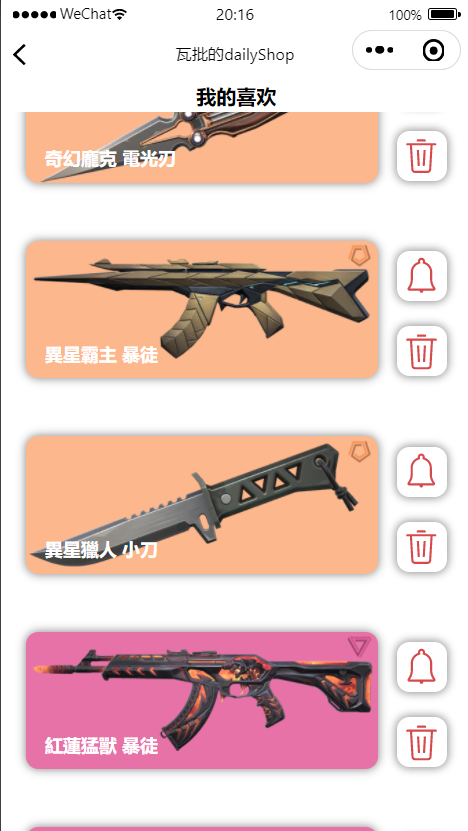 WeChat 20:16 100%
瓦批的dailyShop
我的喜欢
奇幻龐克 電光刃
異星霸主 暴徒
異星獵人 小刀
紅蓮猛獸 暴徒